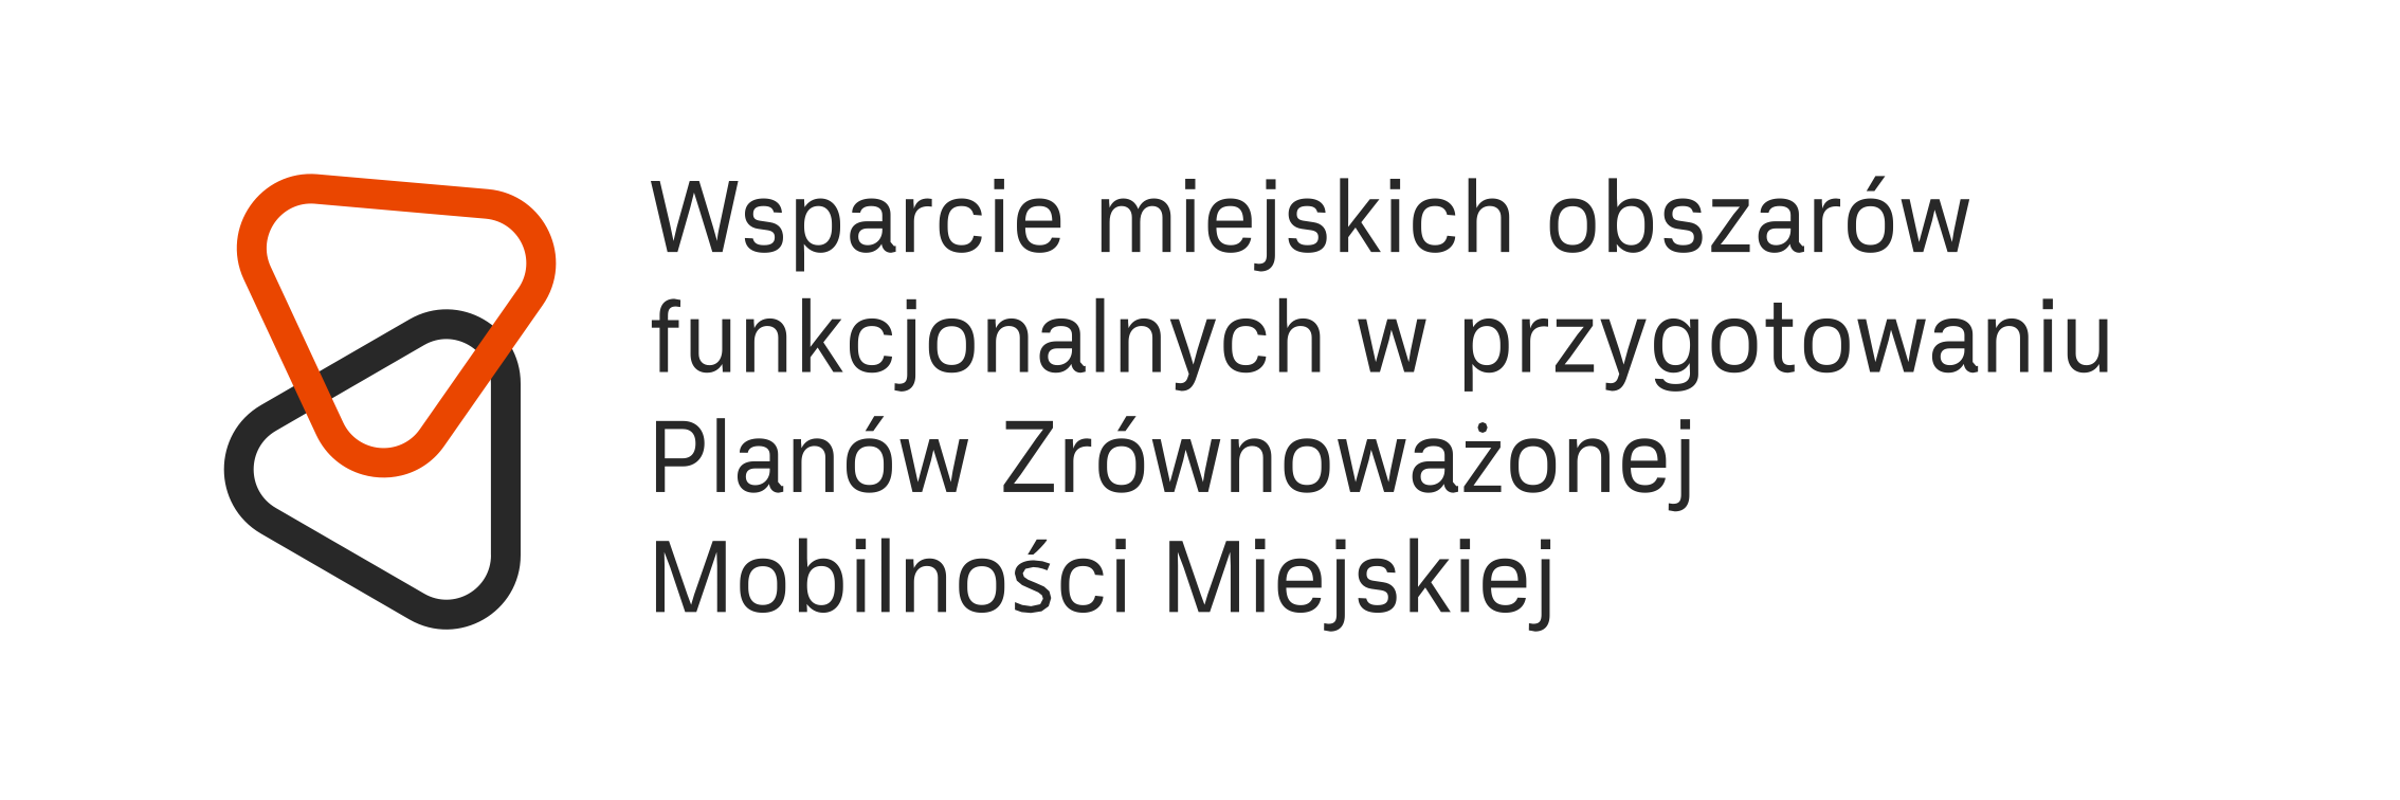 Wsparcie miejskich obszarów
funkcjonalnych w przygotowaniu
Planów Zrównoważonej
Mobilności Miejskiej